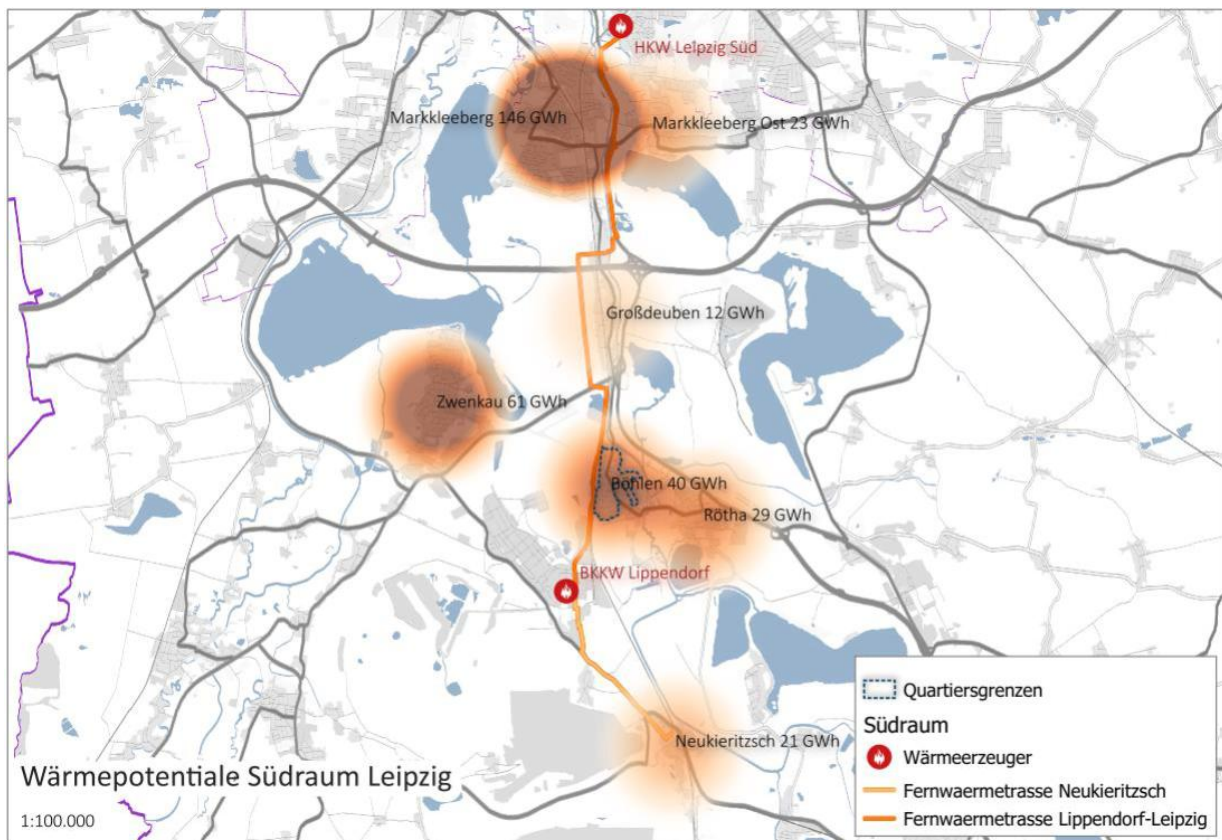 HKW Leipzig Süd
Markkleeberg 146 GWh
Markkleeberg Ost 23 GWh
Großdeuben 12 GWh
Zwenkau 61 GWh
Böhlen 40 GWh
Rötha 29 GWh
BKKW Lippendorf
Neukieritzsch 21 GWh
Wärmepotentiale Südraum Leipzig
1:100.000
Quartiersgrenzen
Südraum
Wärmeerzeuger
Fernwaermetrasse Neukieritzsch
Fernwaermetrasse Lippendorf-Leipzig